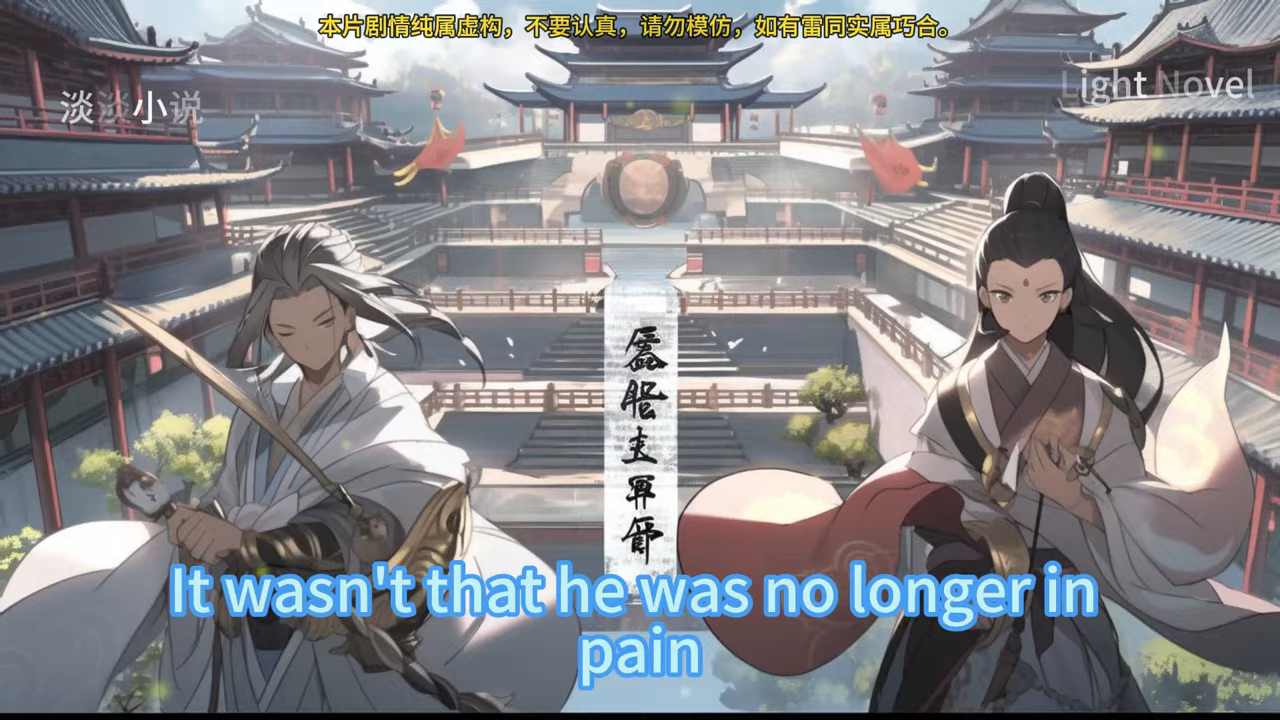 本片剧情纯属虚构，不要认真，请勿模仿，如有雷同实属巧合。
淡淡小说
Light Novel
It wasn't that he was no longer in
pain